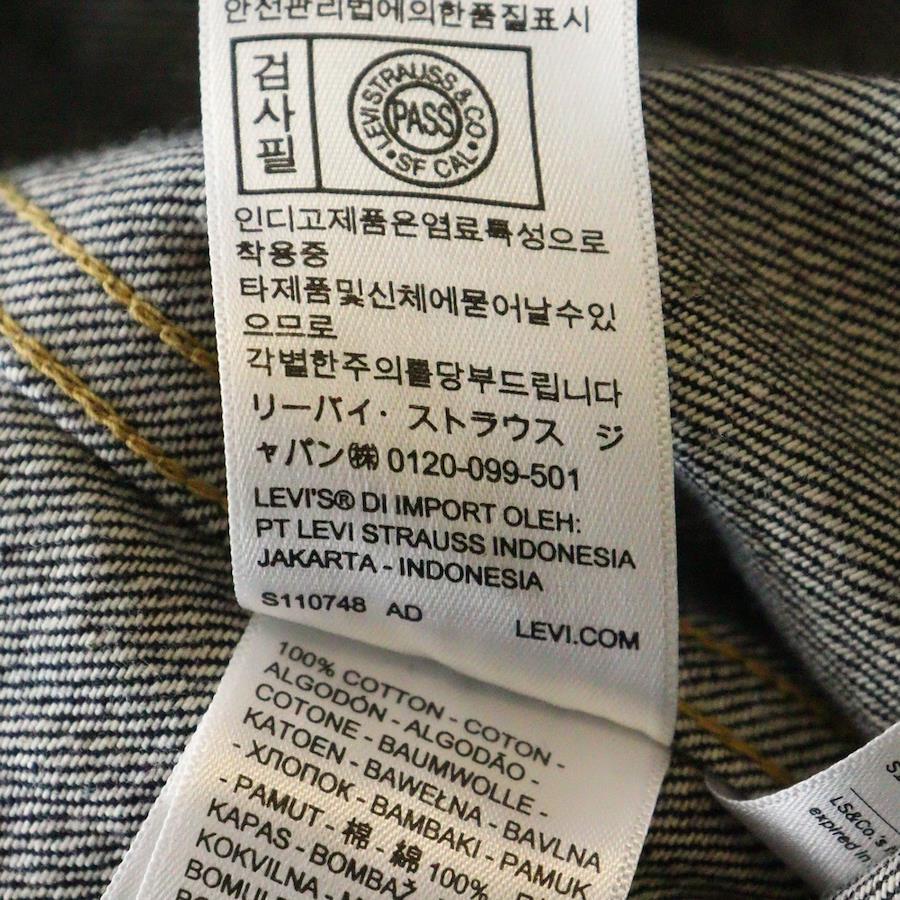 안전관리법에의한품질표시
검사필
LEVI STRAUSS & CO
PASS
SF CAL
인디고제품은염료특성으로
착용중
타제품및신체에묻어날수있
으므로
각별한주의를당부드립니다
リーバイ・ストラウス ジ
ャパン㈱ 0120-099-501
LEVI'S® DI IMPORT OLEH:
PT LEVI STRAUSS INDONESIA
JAKARTA - INDONESIA
S110748 AD
LEVI.COM
100% COTTON - COTON -
ALGODÓN - ALGODÃO -
COTONE - BAUMWOLLE -
KATOEN - BAWEŁNA - BAVLNA
- ХЛОПОК - BAMBAKI - PAMUK
- PAMUT - 棉 - 綿 100%
KAPAS - BOMBAŽ
KOKVILNA -
LS&Co.'s
expired in